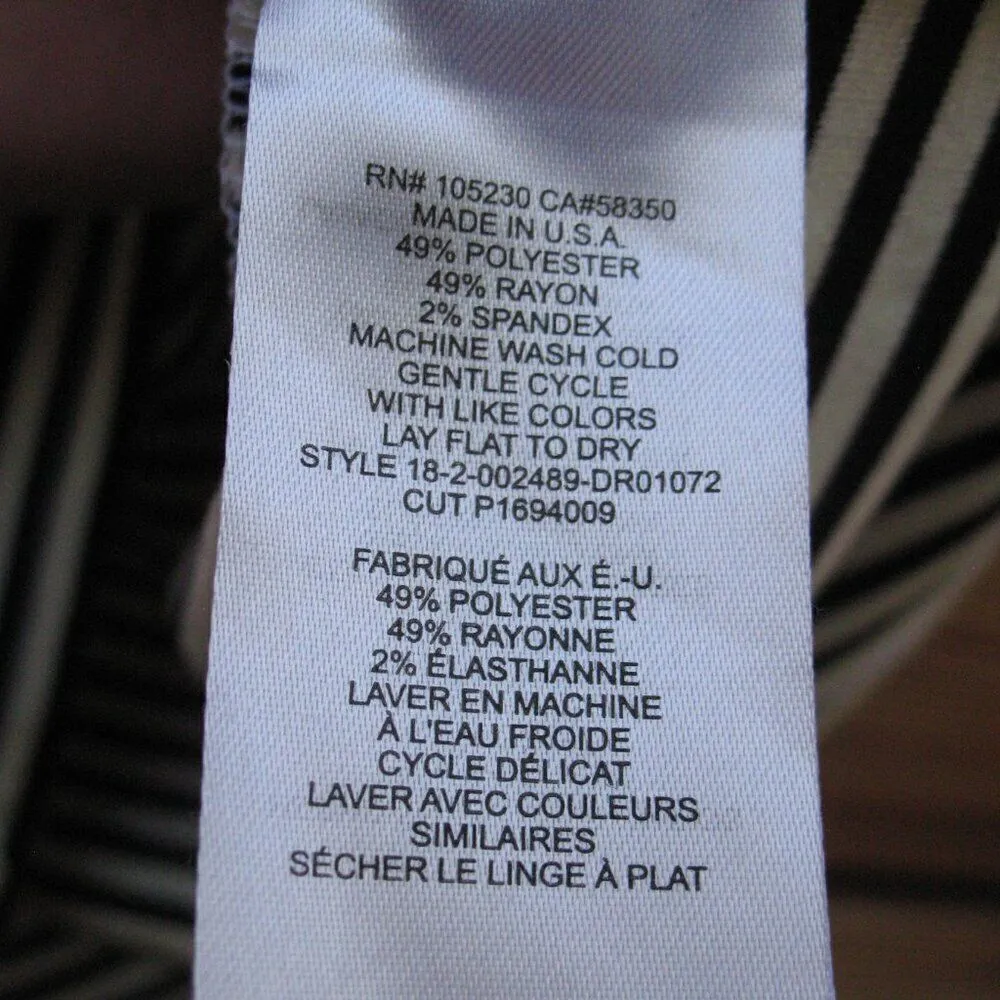 RN# 105230 CA#58350
MADE IN U.S.A.
49% POLYESTER
49% RAYON
2% SPANDEX
MACHINE WASH COLD
GENTLE CYCLE
WITH LIKE COLORS
LAY FLAT TO DRY
STYLE 18-2-002489-DR01072
CUT P1694009
FABRIQUÉ AUX É.-U.
49% POLYESTER
49% RAYONNE
2% ÉLASTHANNE
LAVER EN MACHINE
À L'EAU FROIDE
CYCLE DÉLICAT
LAVER AVEC COULEURS
SIMILAIRES
SÉCHER LE LINGE À PLAT